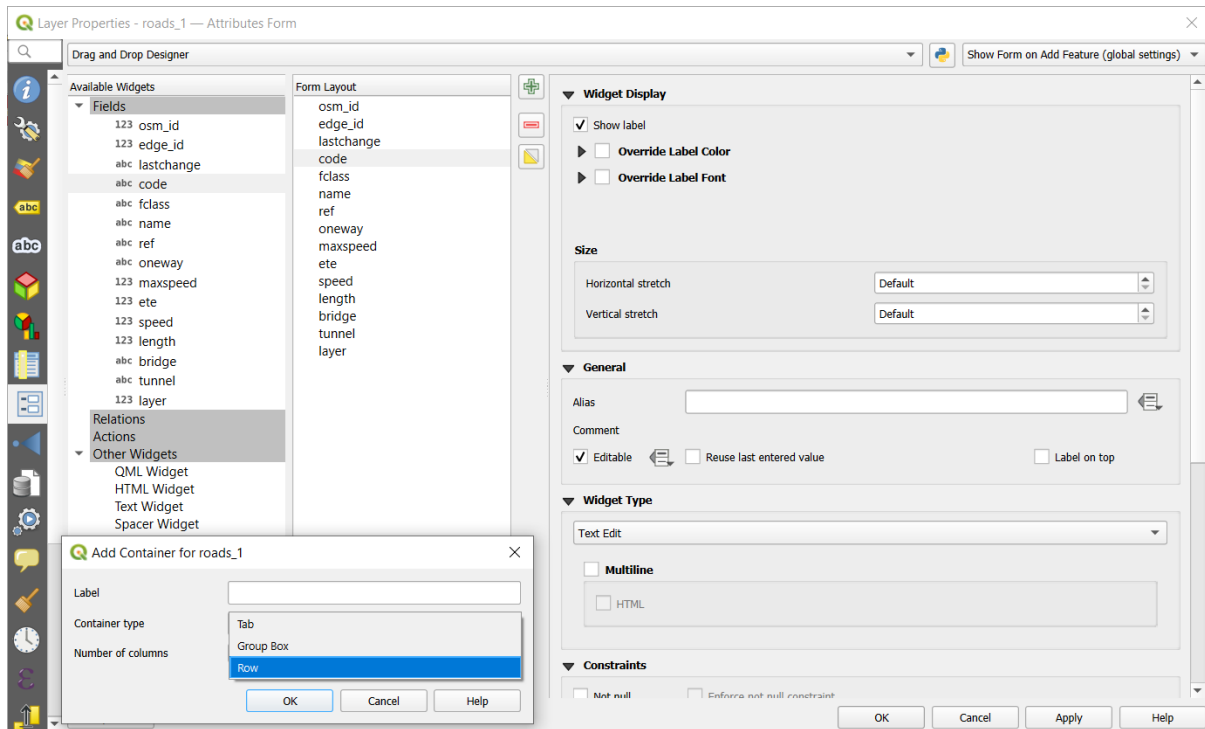 Layer Properties - roads_1 — Attributes Form
Drag and Drop Designer
Show Form on Add Feature (global settings)
Available Widgets
Fields
123 osm_id
123 edge_id
abc lastchange
abc code
abc fclass
abc name
abc ref
abc oneway
123 maxspeed
123 ete
123 speed
123 length
abc bridge
abc tunnel
123 layer
Relations
Actions
Other Widgets
QML Widget
HTML Widget
Text Widget
Spacer Widget
Form Layout
osm_id
edge_id
lastchange
code
fclass
name
ref
oneway
maxspeed
ete
speed
length
bridge
tunnel
layer
Widget Display
Show label
Override Label Color
Override Label Font
Size
Horizontal stretch Default
Vertical stretch Default
General
Alias
Comment
Editable Reuse last entered value Label on top
Widget Type
Text Edit
Multiline
HTML
Constraints
Not null Enforce not null constraint
OK Cancel Apply Help
Add Container for roads_1
Label
Container type
Number of columns
Tab
Group Box
Row
OK Cancel Help
abc
abc